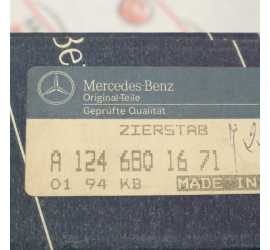 Mercedes-Benz
Original-Teile
Geprüfte Qualität
ZIERSTAB
A 124 680 16 71
01 94 KB
MADE IN